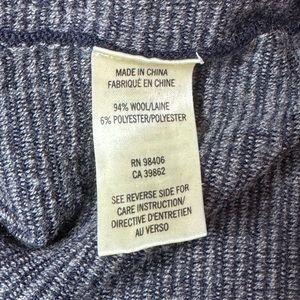 MADE IN CHINA
FABRIQUÉ EN CHINE
94% WOOL/LAINE
6% POLYESTER/POLYESTER
RN 98406
CA 39862
SEE REVERSE SIDE FOR
CARE INSTRUCTION/
DIRECTIVE D'ENTRETIEN
AU VERSO